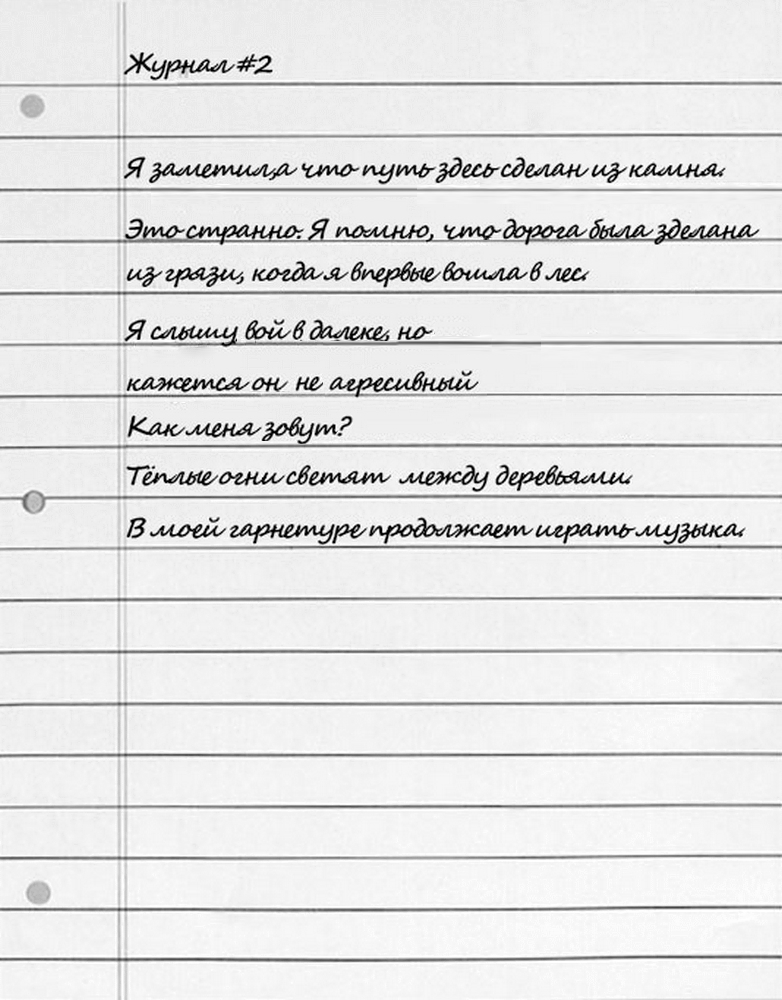 Журнал #2
Я заметил,а что путь здесь сделан из камня.
Это странно. Я помню, что дорога была зделана
из грязи, когда я впервые вошла в лес.
Я слышу вой в далеке, но
кажется он не агресивный
Как меня зовут?
Тёплые огни светят между деревьями.
В моей гарнетуре продолжает играть музыка.